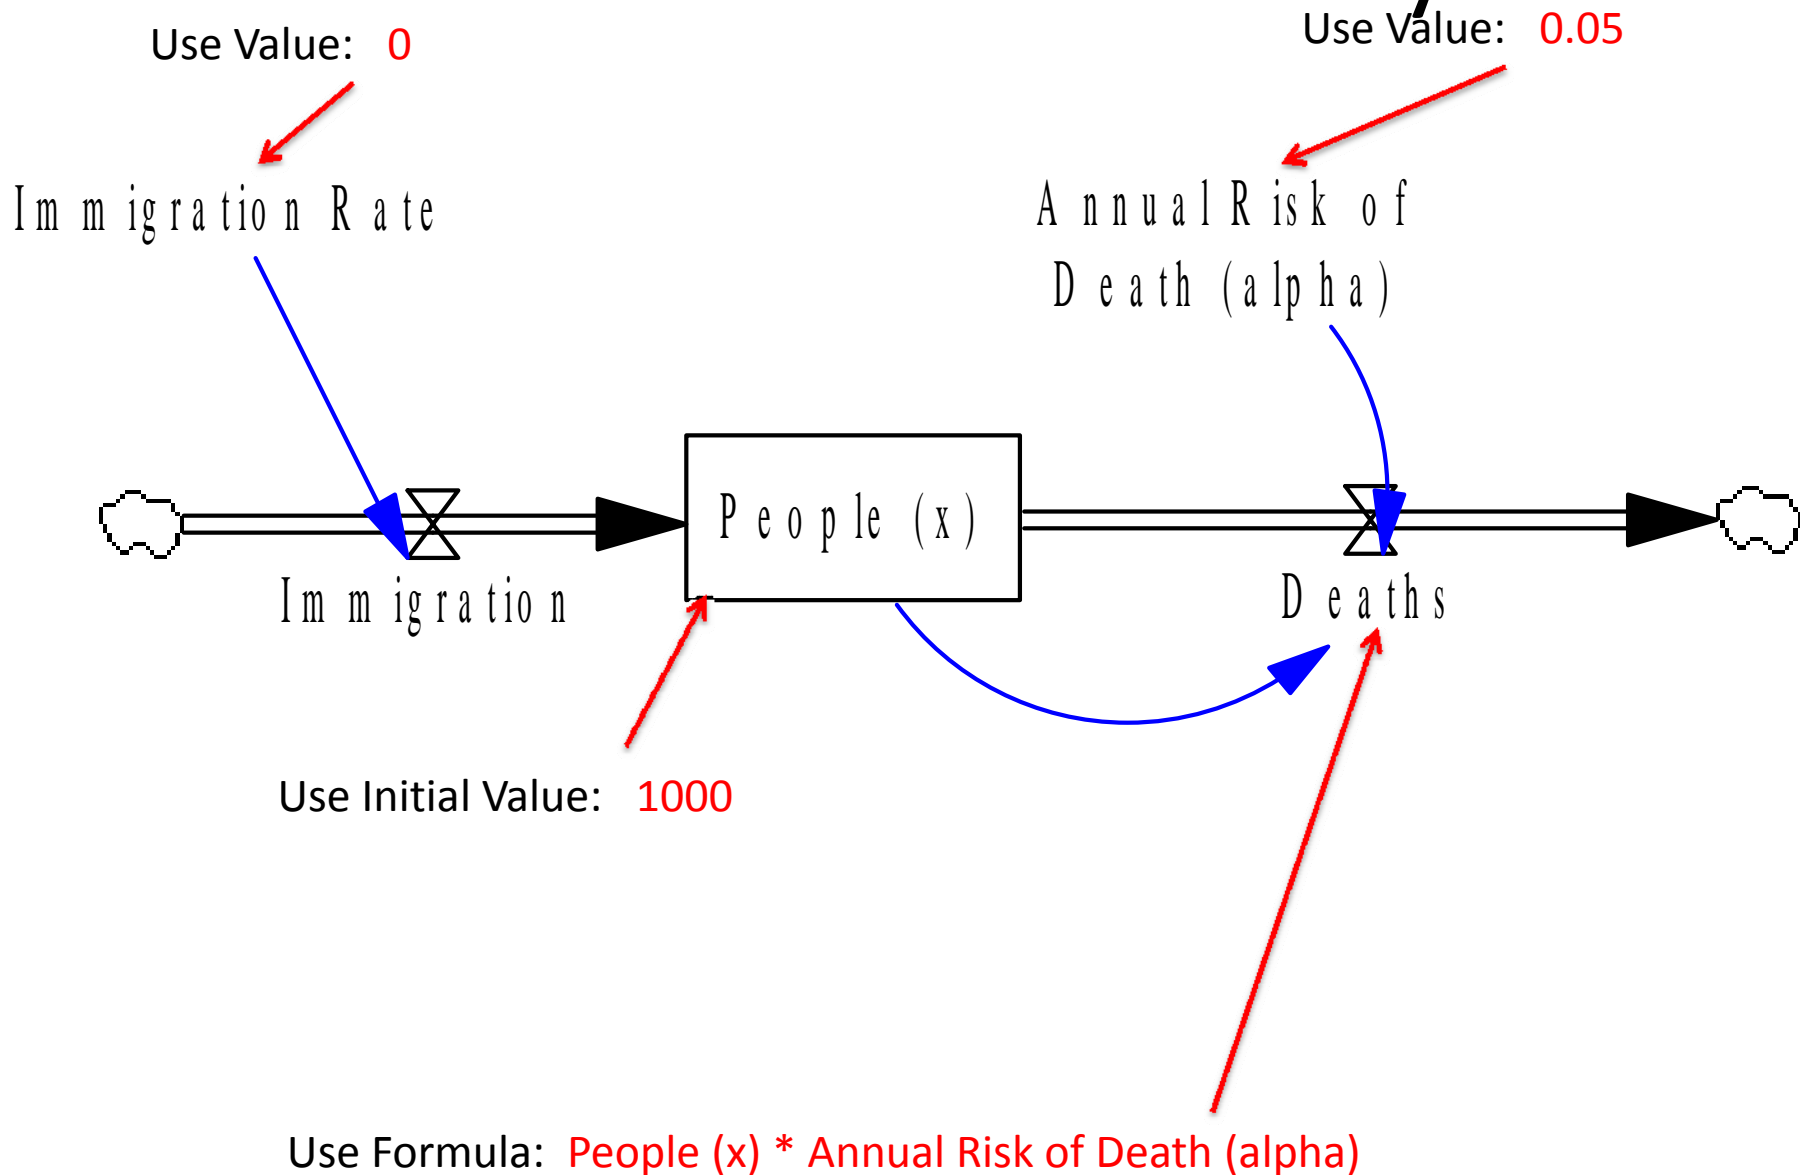 Use Value: 0
Use Value: 0.05
Immigration Rate
Annual Risk of
Death (alpha)
People (x)
Immigration
Deaths
Use Initial Value: 1000
Use Formula: People (x) * Annual Risk of Death (alpha)